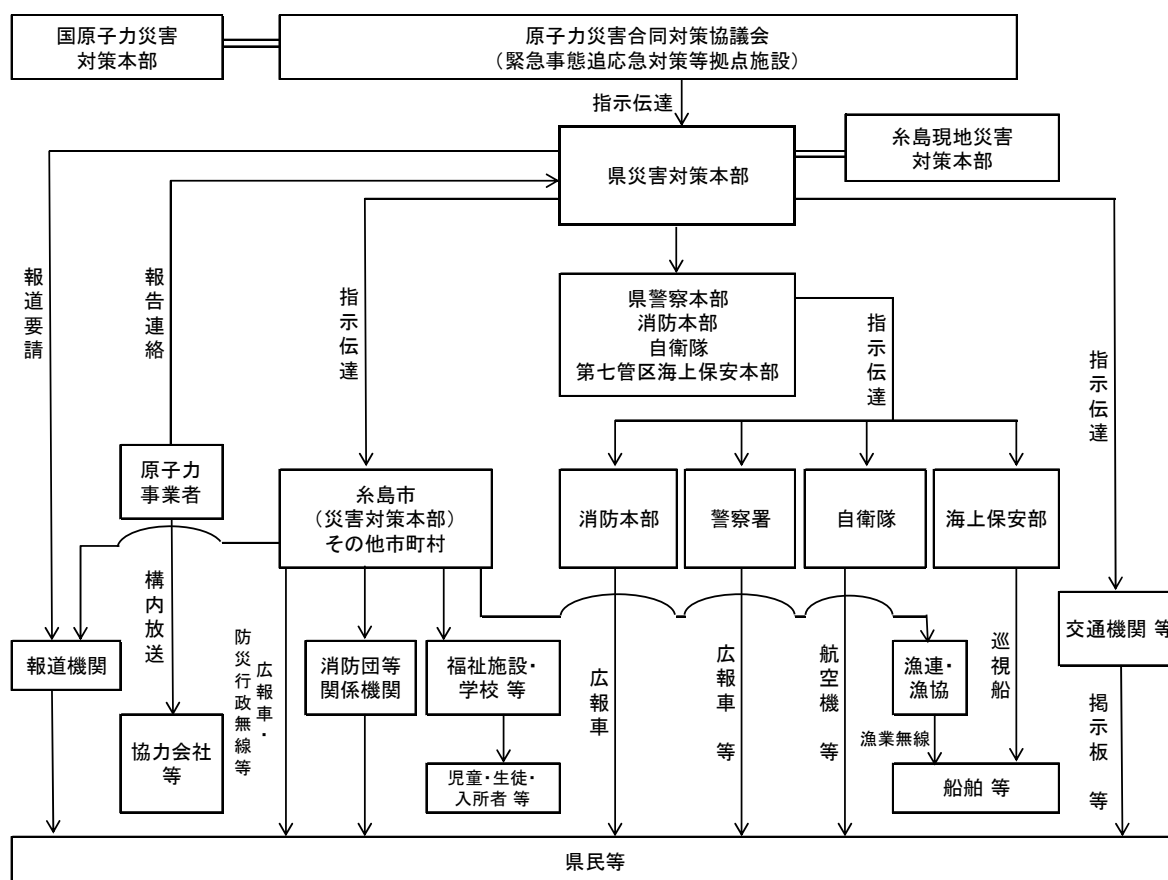 国原子力災害
対策本部
原子力災害合同対策協議会
（緊急事態追応急対策等拠点施設）
指示伝達
県災害対策本部
糸島現地災害
対策本部
報道要請
報告連絡
指示伝達
県警察本部
消防本部
自衛隊
第七管区海上保安本部
指示伝達
指示伝達
原子力
事業者
糸島市
（災害対策本部）
その他市町村
消防本部
警察署
自衛隊
海上保安部
構内放送
報道機関
防災行政無線等
広報車・
消防団等
関係機関
福祉施設・
学校 等
広報車
広報車 等
航空機 等
漁連・
漁協
巡視船
交通機関 等
協力会社
等
児童・生徒・
入所者 等
漁業無線
船舶 等
掲示板 等
県民等